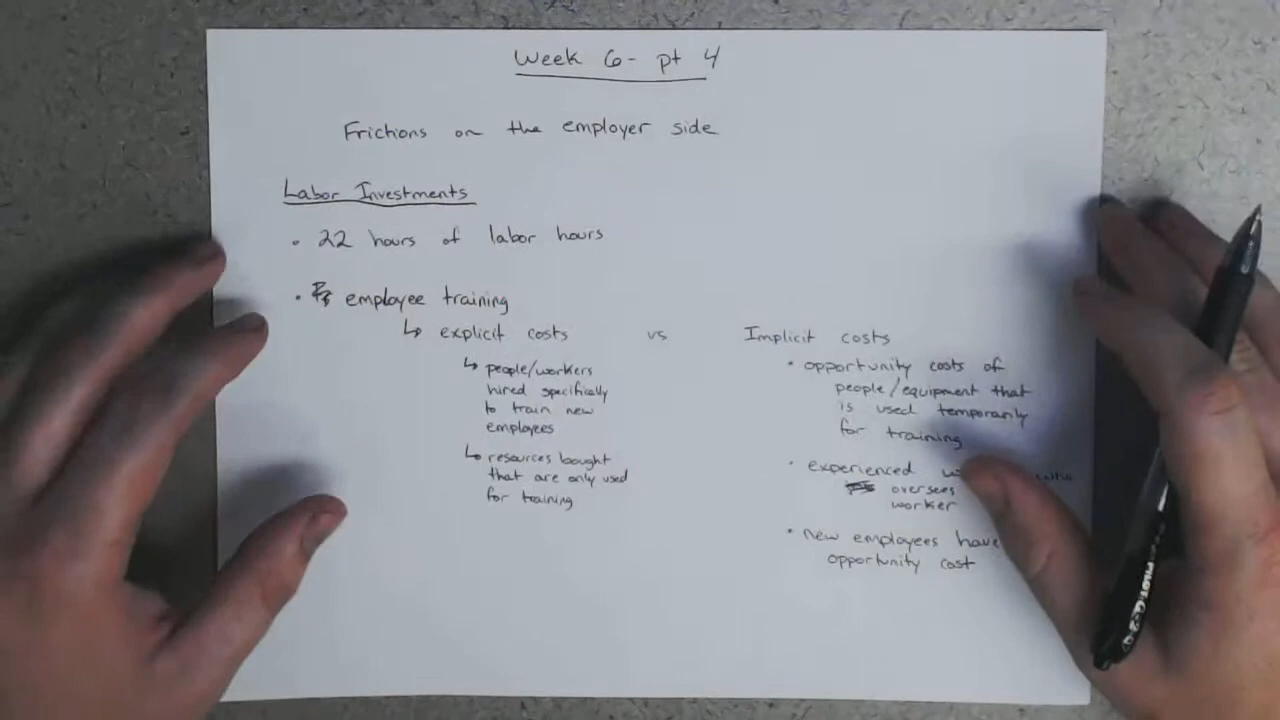 Week 6- pt 4
Frictions on the employer side
Labor Investments
• 22 hours of labor hours
• employee training
↳ explicit costs vs Implicit costs
↳ people/workers
hired specifically
to train new
employees
↳ resources bought
that are only used
for training
• opportunity costs of
people/equipment that
is used temporarily
for training
• experienced
oversees
worker
• new employees have
opportunity cost
PILOT G-2